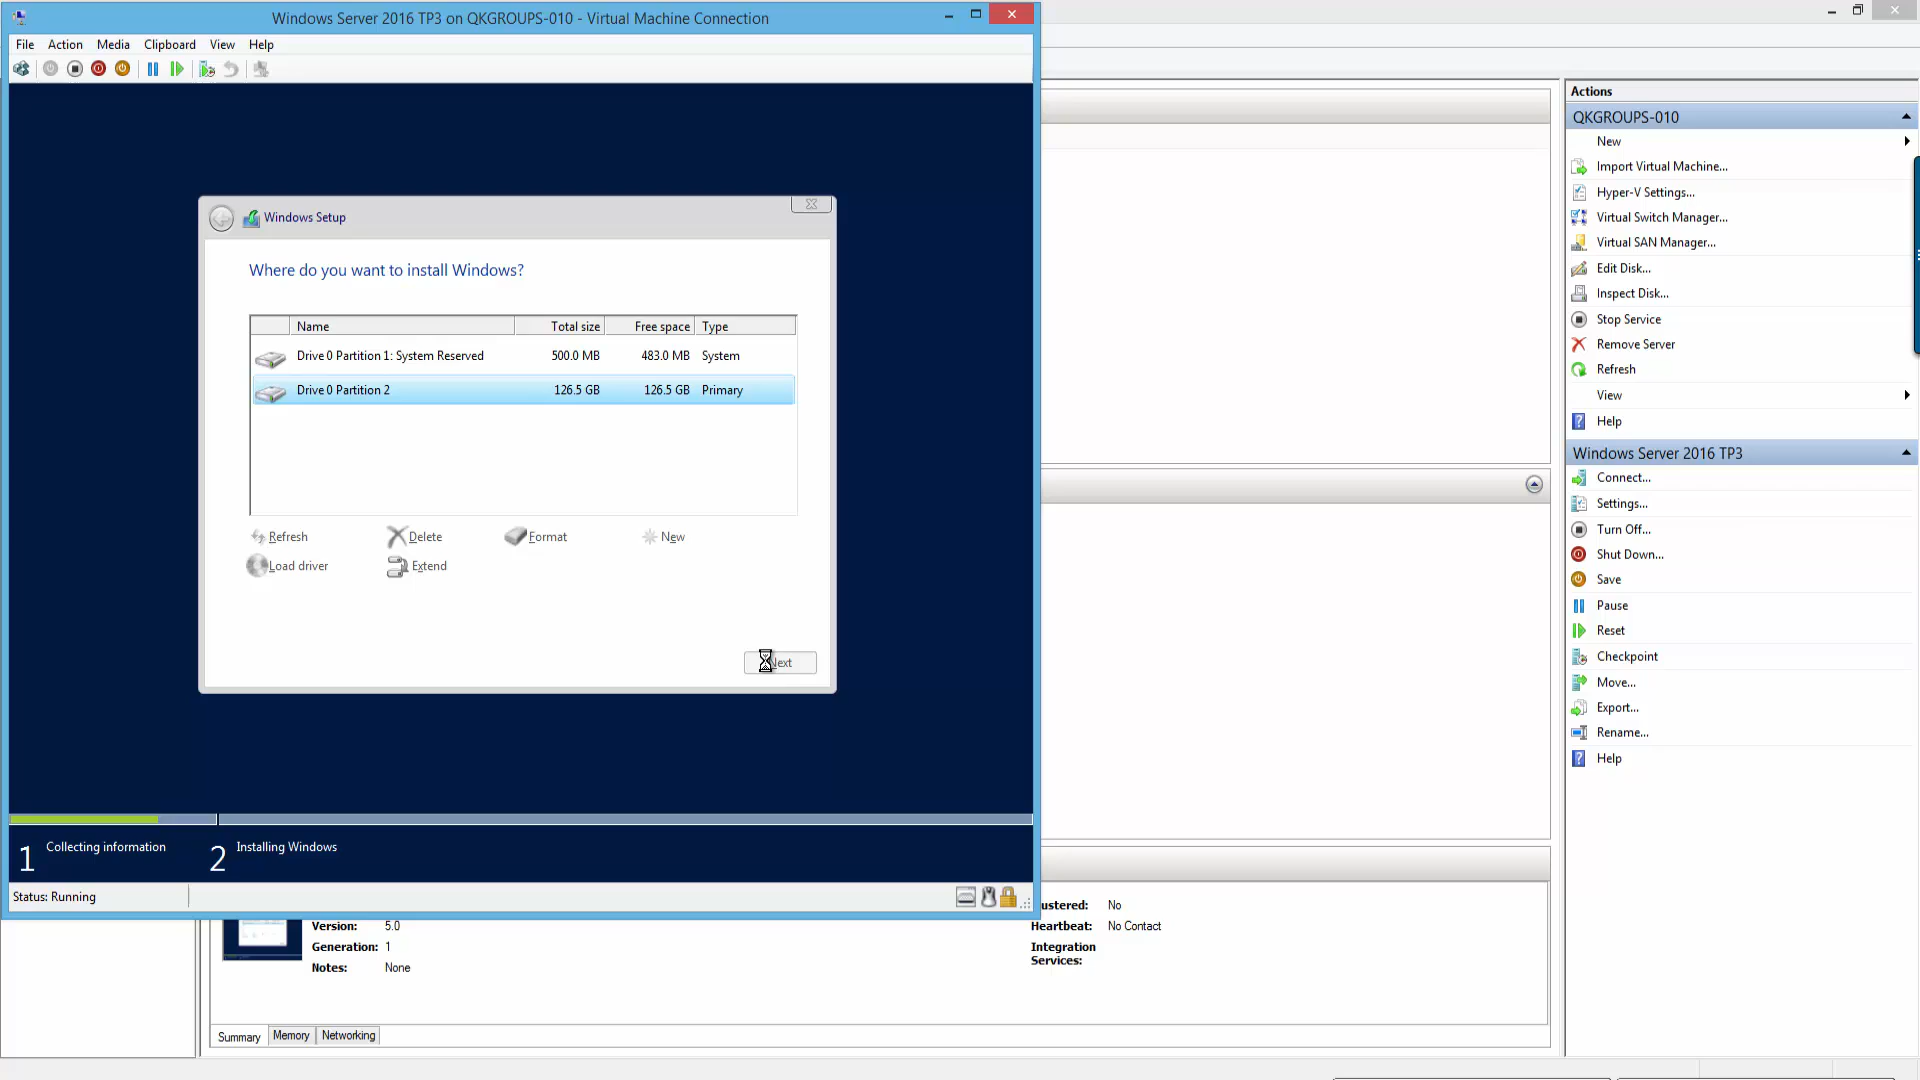 Windows Server 2016 TP3 on QKGROUPS-010 - Virtual Machine Connection
File Action Media Clipboard View Help
Windows Setup
Where do you want to install Windows?
Name Total size Free space Type
Drive 0 Partition 1: System Reserved 500.0 MB 483.0 MB System
Drive 0 Partition 2 126.5 GB 126.5 GB Primary
Refresh Delete Format New
Load driver Extend
1 Collecting information 2 Installing Windows
Status: Running
Version: 5.0
Generation: 1
Notes: None
No
Heartbeat: No Contact
Integration
Services:
Summary Memory Networking
Actions
QKGROUPS-010
New
Import Virtual Machine...
Hyper-V Settings...
Virtual Switch Manager...
Virtual SAN Manager...
Edit Disk...
Inspect Disk...
Stop Service
Remove Server
Refresh
View
Help
Windows Server 2016 TP3
Connect...
Settings...
Turn Off...
Shut Down...
Save
Pause
Reset
Checkpoint
Move...
Export...
Rename...
Help